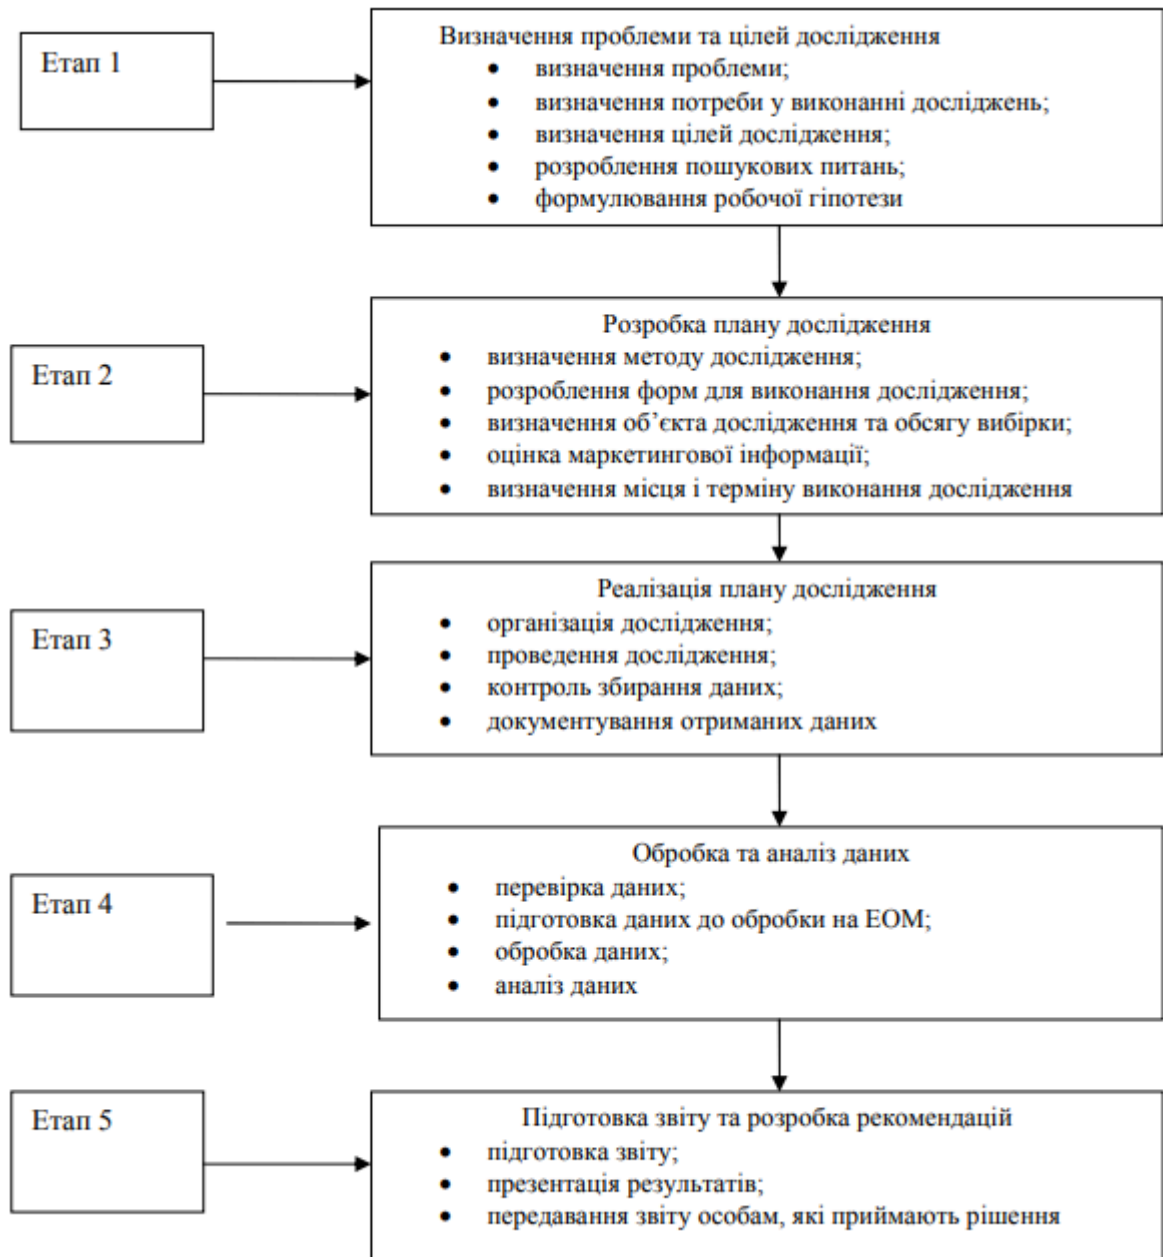 Етап 1
Визначення проблеми та цілей дослідження
• визначення проблеми;
• визначення потреби у виконанні досліджень;
• визначення цілей дослідження;
• розроблення пошукових питань;
• формулювання робочої гіпотези
Етап 2
Розробка плану дослідження
• визначення методу дослідження;
• розроблення форм для виконання дослідження;
• визначення об’єкта дослідження та обсягу вибірки;
• оцінка маркетингової інформації;
• визначення місця і терміну виконання дослідження
Етап 3
Реалізація плану дослідження
• організація дослідження;
• проведення дослідження;
• контроль збирання даних;
• документування отриманих даних
Етап 4
Обробка та аналіз даних
• перевірка даних;
• підготовка даних до обробки на ЕОМ;
• обробка даних;
• аналіз даних
Етап 5
Підготовка звіту та розробка рекомендацій
• підготовка звіту;
• презентація результатів;
• передавання звіту особам, які приймають рішення